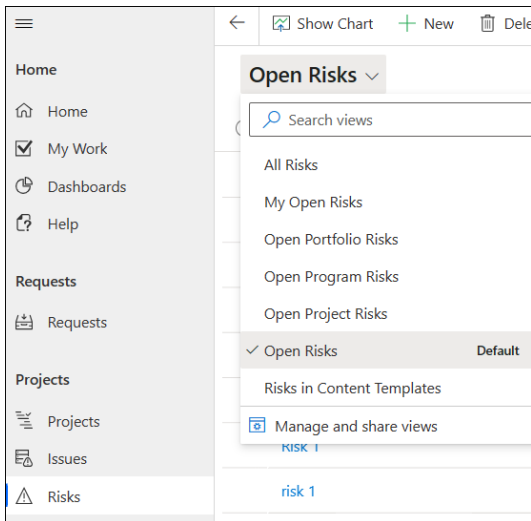 Show Chart
New
Dele
Home
Open Risks
Home
Search views
My Work
All Risks
Dashboards
My Open Risks
Help
Open Portfolio Risks
Open Program Risks
Requests
Open Project Risks
Requests
Open Risks Default
Projects
Risks in Content Templates
Projects
Manage and share views
Risk 1
Issues
Risks
risk 1